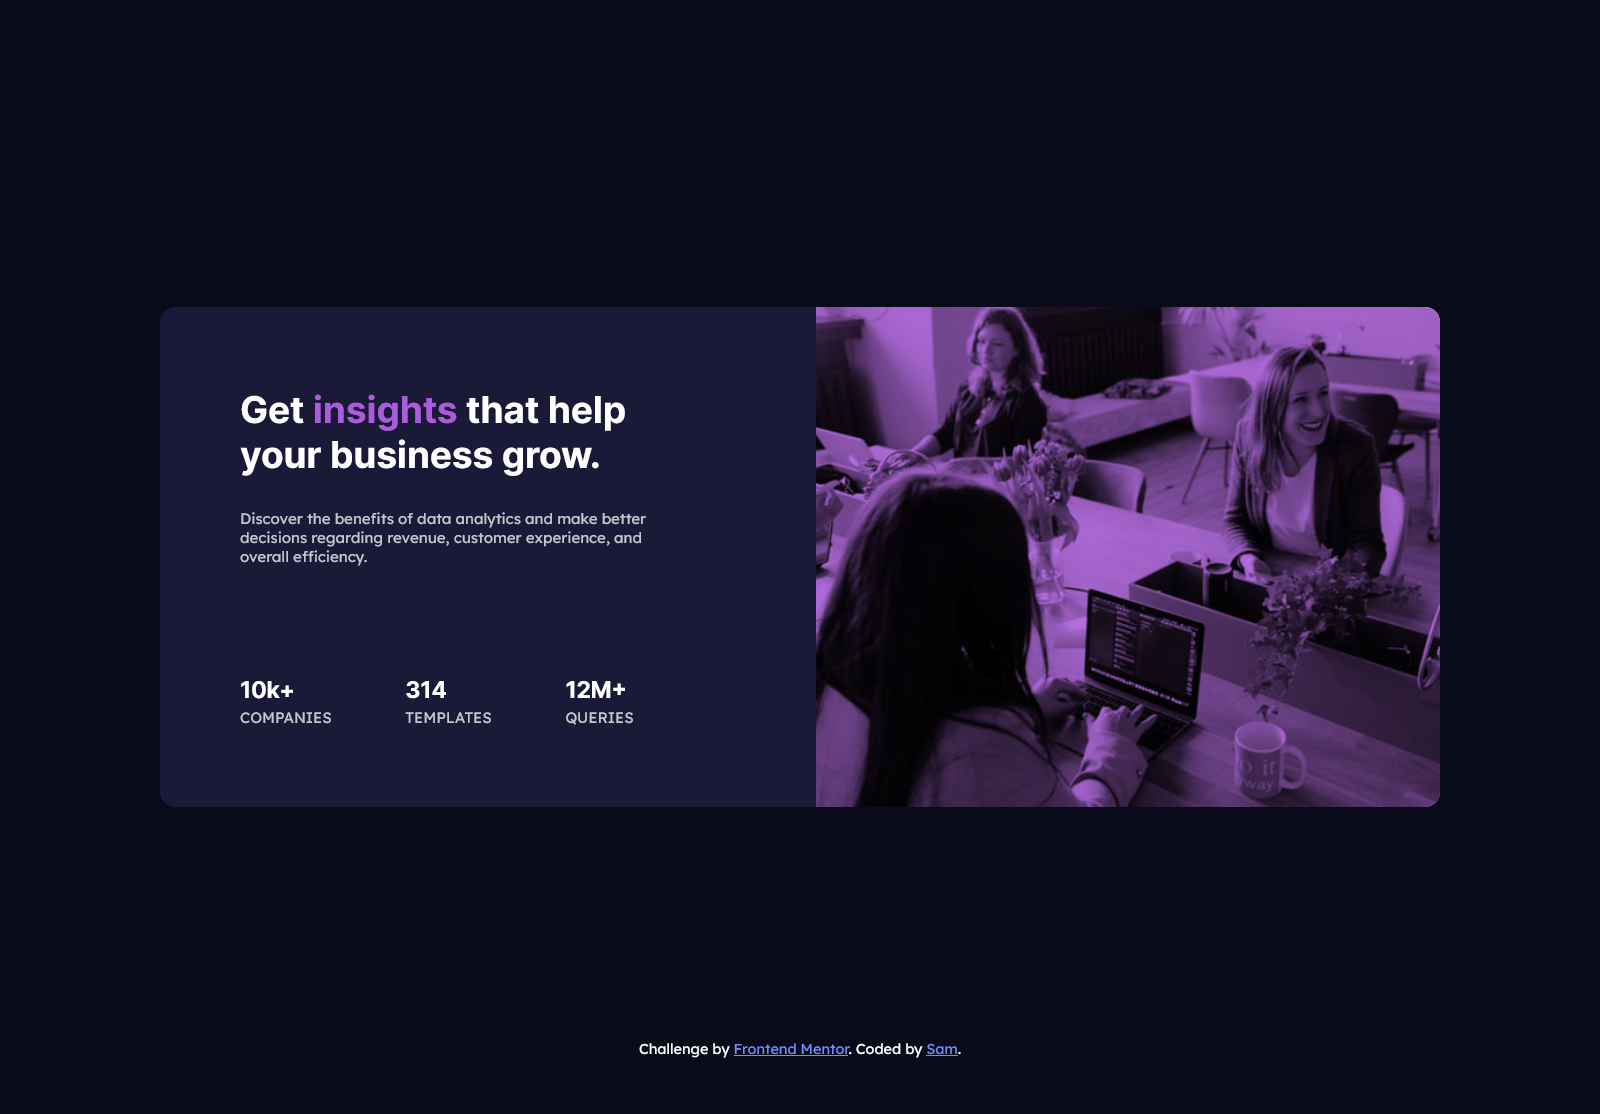 Get insights that help
your business grow.
Discover the benefits of data analytics and make better
decisions regarding revenue, customer experience, and
overall efficiency.
10k+
COMPANIES
314
TEMPLATES
12M+
QUERIES
Challenge by Frontend Mentor. Coded by Sam.